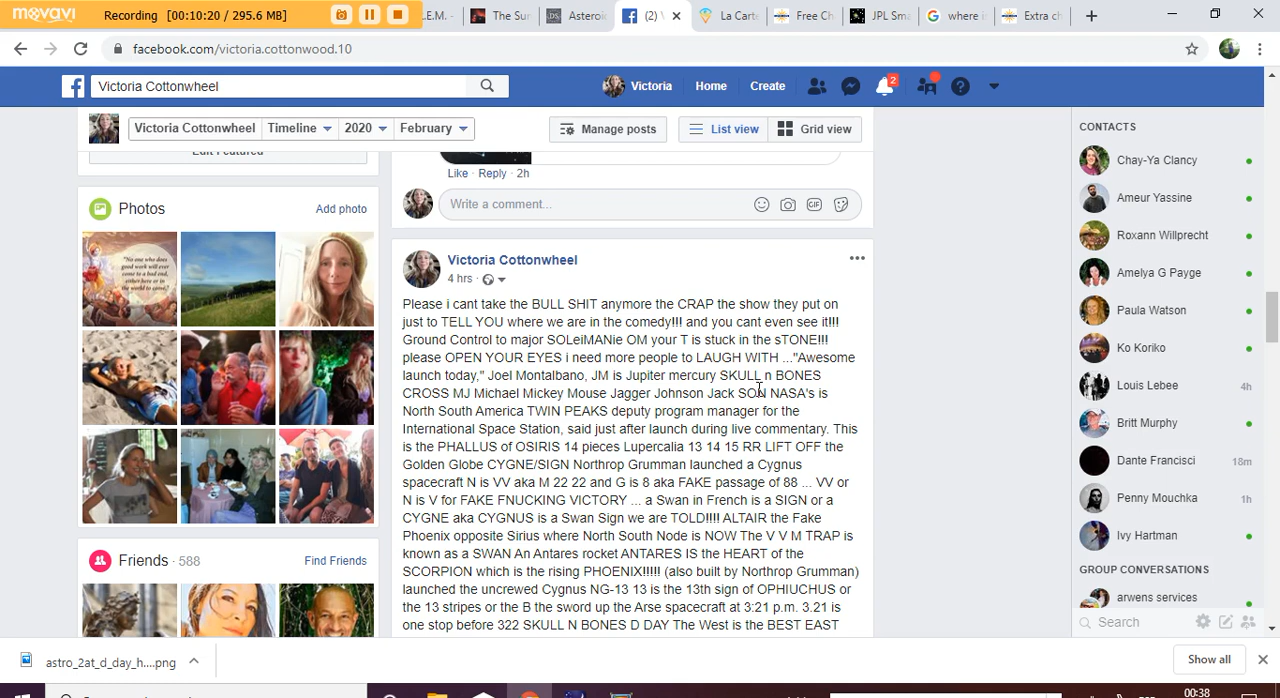 movavi
Recording [00:10:20 / 295.6 MB]
.E.M. -
The Sun
Asteroi
(2) V
La Carte
Free Ch
JPL Sma
where i
Extra ch
facebook.com/victoria.cottonwood.10
Victoria Cottonwheel
Victoria
Home
Create
2
Victoria Cottonwheel
Timeline
2020
February
Manage posts
List view
Grid view
Edit Featured
Photos
Add photo
Friends · 588
Find Friends
Like · Reply · 2h
Write a comment...
GIF
Victoria Cottonwheel
4 hrs ·
Please i cant take the BULL SHIT anymore the CRAP the show they put on
just to TELL YOU where we are in the comedy!!! and you cant even see it!!!
Ground Control to major SOLeiMANie OM your T is stuck in the sTONE!!!
please OPEN YOUR EYES i need more people to LAUGH WITH ..."Awesome
launch today," Joel Montalbano, JM is Jupiter mercury SKULL n BONES
CROSS MJ Michael Mickey Mouse Jagger Johnson Jack SON NASA's is
North South America TWIN PEAKS deputy program manager for the
International Space Station, said just after launch during live commentary. This
is the PHALLUS of OSIRIS 14 pieces Lupercalia 13 14 15 RR LIFT OFF the
Golden Globe CYGNE/SIGN Northrop Grumman launched a Cygnus
spacecraft N is VV aka M 22 22 and G is 8 aka FAKE passage of 88 ... VV or
N is V for FAKE FNUCKING VICTORY ... a Swan in French is a SIGN or a
CYGNE aka CYGNUS is a Swan Sign we are TOLD!!!! ALTAIR the Fake
Phoenix opposite Sirius where North South Node is NOW The V V M TRAP is
known as a SWAN An Antares rocket ANTARES IS the HEART of the
SCORPION which is the rising PHOENIX!!!!! (also built by Northrop Grumman)
launched the uncrewed Cygnus NG-13 13 is the 13th sign of OPHIUCHUS or
the 13 stripes or the B the sword up the Arse spacecraft at 3:21 p.m. 3.21 is
one stop before 322 SKULL N BONES D DAY The West is the BEST EAST
CONTACTS
Chay-Ya Clancy
Ameur Yassine
Roxann Willprecht
Amelya G Payge
Paula Watson
Ko Koriko
Louis Lebee 4h
Britt Murphy
Dante Francisci 18m
Penny Mouchka 1h
Ivy Hartman
GROUP CONVERSATIONS
arwens services
Search
astro_2at_d_day_h....png
Show all
00:38